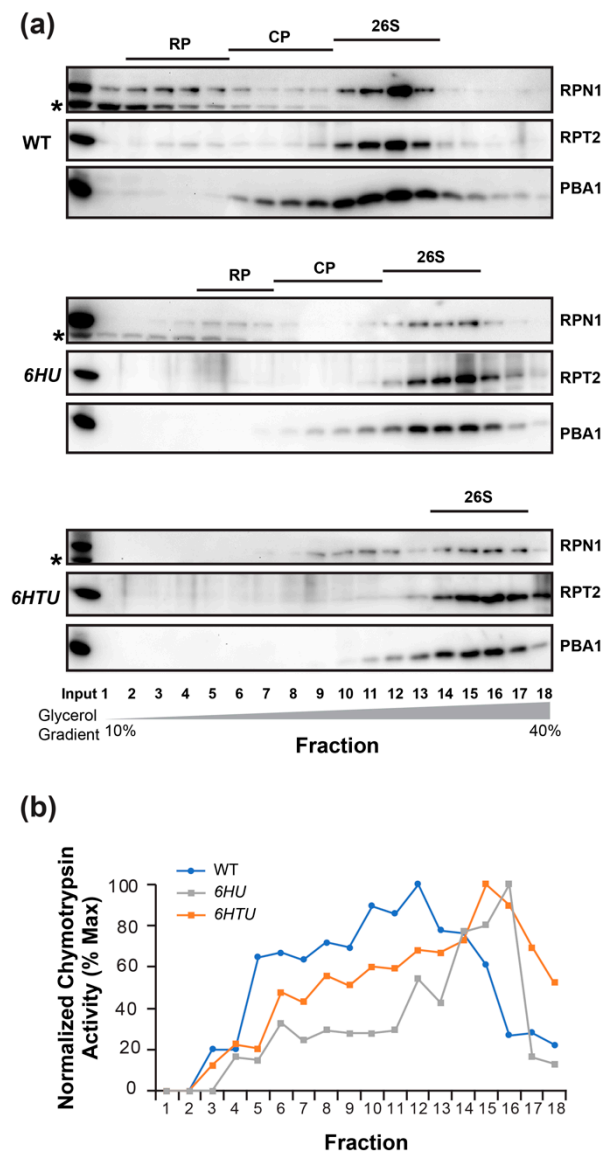 (a)
RP CP 26S
RPN1
*
WT RPT2
PBA1
26S
RP CP
RPN1
*
6HU RPT2
PBA1
26S
RPN1
*
6HTU RPT2
PBA1
Input 1 2 3 4 5 6 7 8 9 10 11 12 13 14 15 16 17 18
Glycerol
Gradient 10% 40%
Fraction
(b)
WT
6HU
6HTU
Normalized Chymotrypsin
Activity (% Max)
100
80
60
40
20
0
1 2 3 4 5 6 7 8 9 10 11 12 13 14 15 16 17 18
Fraction